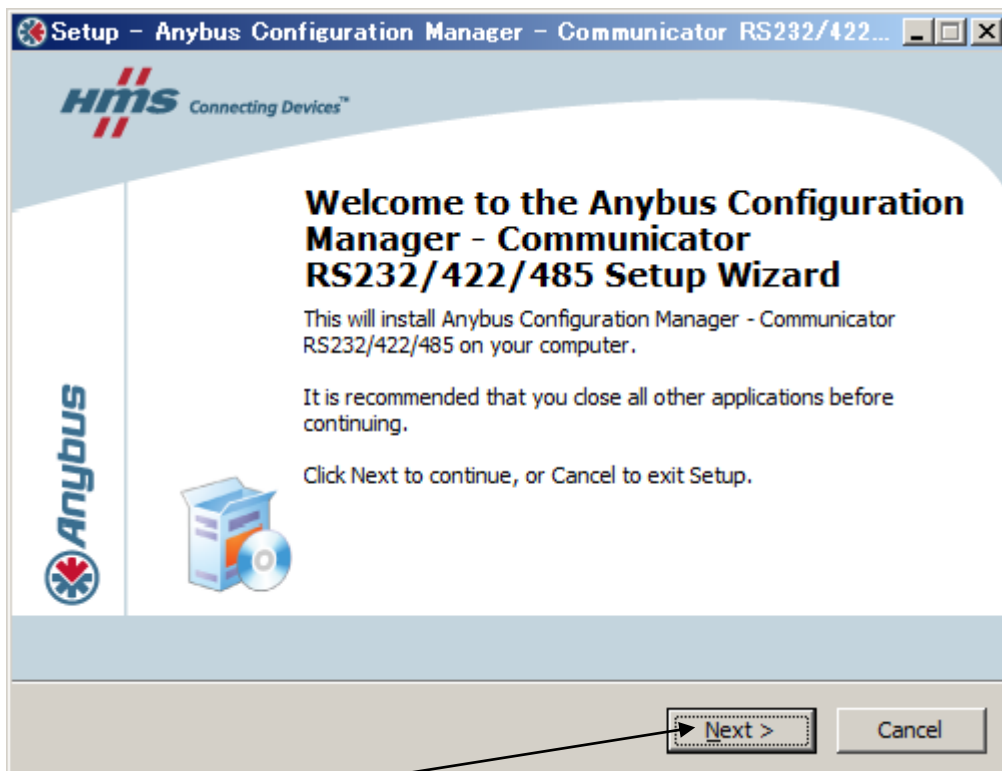 Setup - Anybus Configuration Manager - Communicator RS232/422...
HMS Connecting Devices™
Welcome to the Anybus Configuration
Manager - Communicator
RS232/422/485 Setup Wizard
This will install Anybus Configuration Manager - Communicator
RS232/422/485 on your computer.
It is recommended that you close all other applications before
continuing.
Click Next to continue, or Cancel to exit Setup.
Anybus
Next >
Cancel